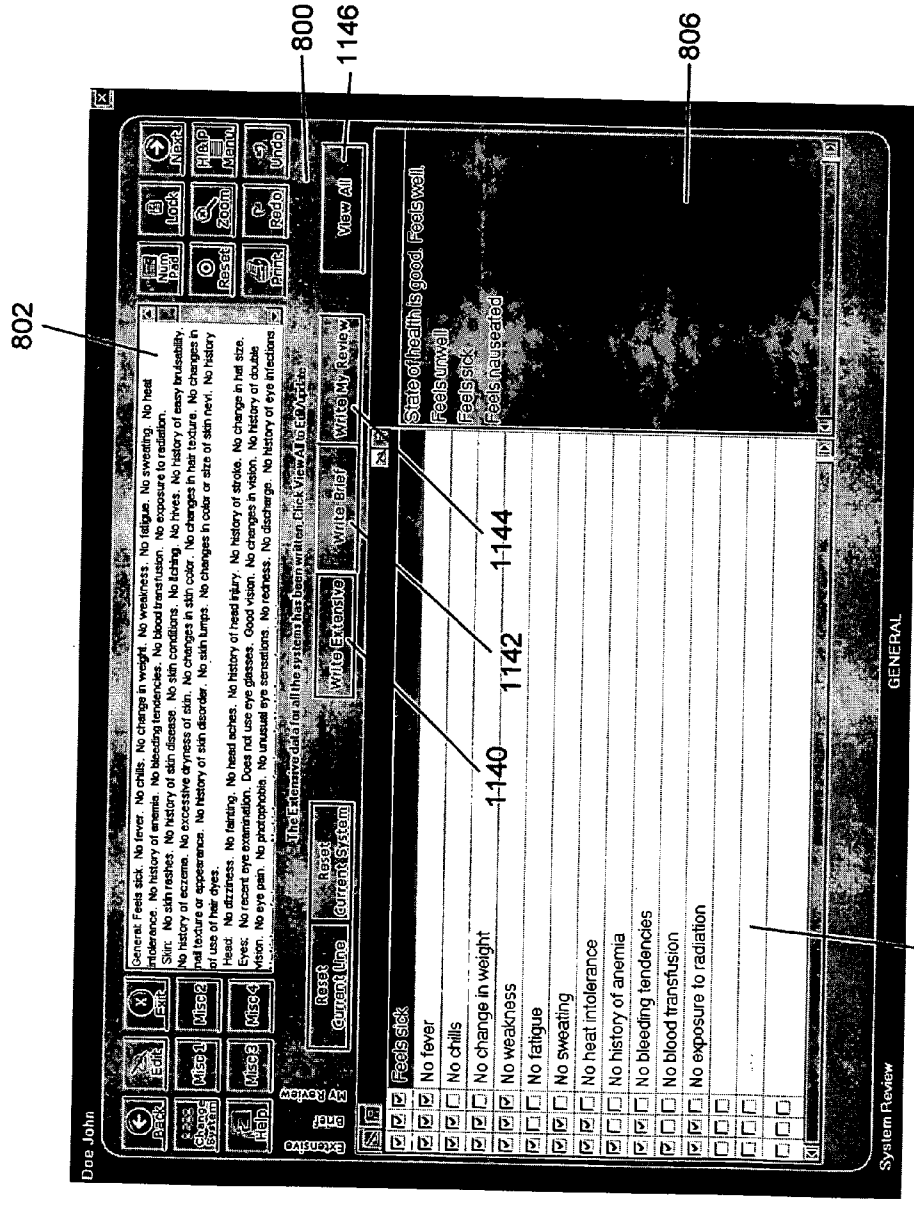 Doe John
Back
Edit
Exit
Change System
Misc 1
Misc 2
Help
Misc 3
Misc 4
General: Feels sick. No fever. No chills. No change in weight. No weakness. No fatigue. No sweating. No heat
intolerance. No history of anemia. No bleeding tendencies. No blood transfusion. No exposure to radiation.
Skin: No skin rashes. No history of skin disease. No skin conditions. No itching. No hives. No history of easy bruisability.
No history of eczema. No excessive dryness of skin. No changes in skin color. No changes in hair texture. No changes in
nail texture or appearance. No history of skin disorder. No skin lumps. No changes in color or size of skin nevi. No history
of use of hair dyes.
Head: No dizziness. No fainting. No head aches. No history of head injury. No history of stroke. No change in hat size.
Eyes: No recent eye examination. Does not use eye glasses. Good vision. No changes in vision. No history of double
vision. No eye pain. No photophobia. No unusual eye sensations. No redness. No discharge. No history of eye infections
802
Num Pad
Lock
Next
Reset
Zoom
H&P Menu
Print
Redo
Undo
800
The Extensive data for all the systems has been written. Click View All to Edit/update
Extensive
Brief
My Review
Reset Current Line
Reset Current System
Write Extensive
Write Brief
Write My Review
View All
1146
Feels sick
No fever
No chills
No change in weight
No weakness
No fatigue
No sweating
No heat intolerance
No history of anemia
No bleeding tendencies
No blood transfusion
No exposure to radiation
1140
1142
1144
State of health is good. Feels well.
Feels unwell
Feels sick
Feels nauseated
806
System Review
GENERAL